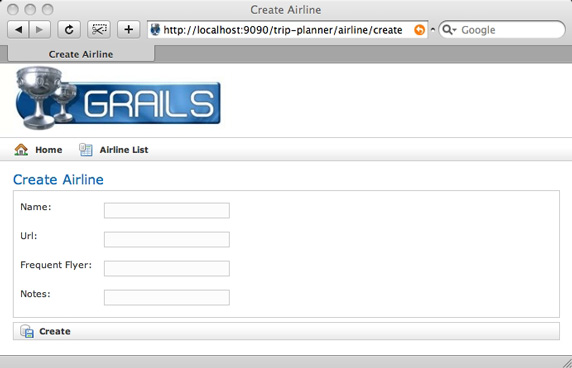 Create Airline
http://localhost:9090/trip-planner/airline/create
Google
Create Airline
GRAILS
Home Airline List
Create Airline
Name:
Url:
Frequent Flyer:
Notes:
Create